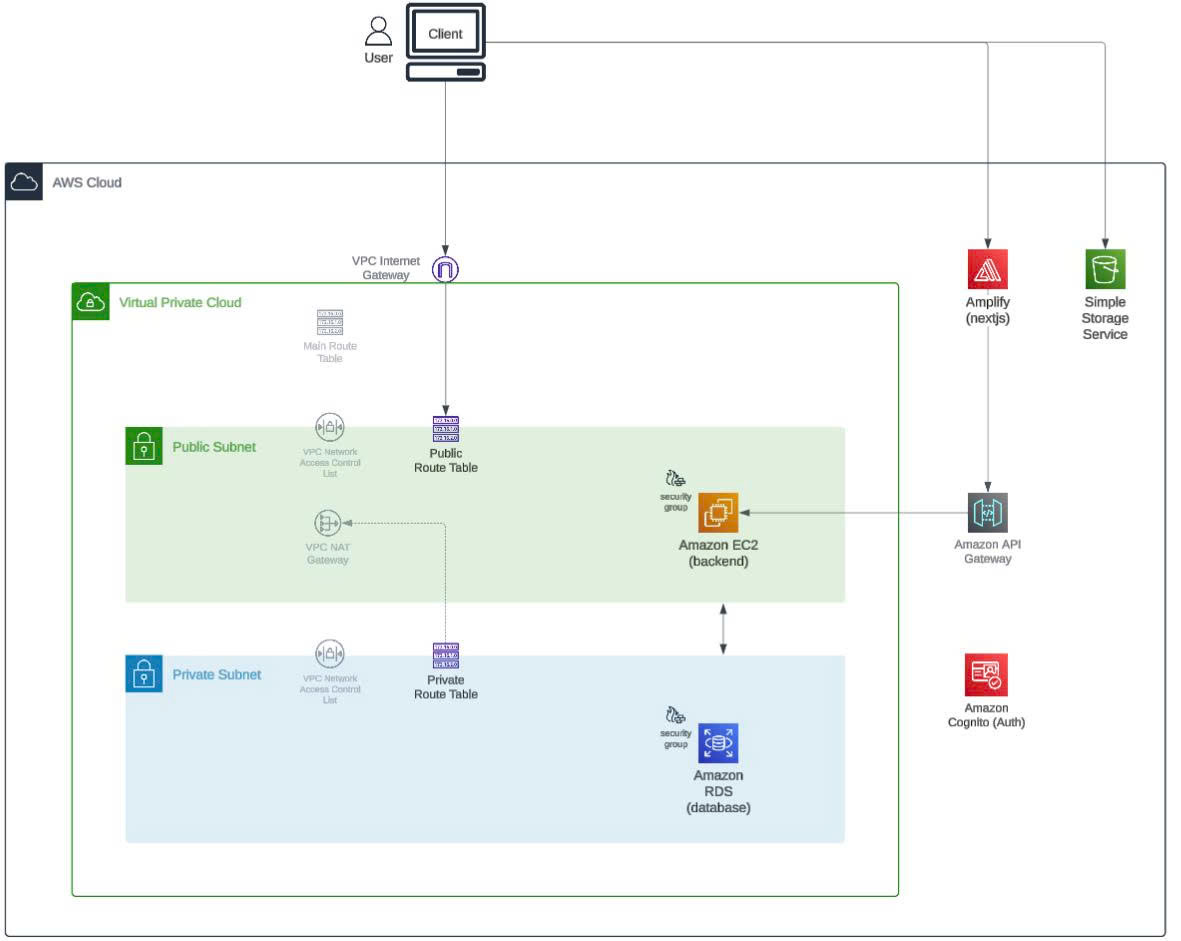 Client
User
AWS Cloud
VPC Internet
Gateway
Virtual Private Cloud
Main Route
Table
Amplify
(nextjs)
Simple
Storage
Service
Public Subnet
VPC Network
Access Control
List
Public
Route Table
security
group
Amazon EC2
(backend)
VPC NAT
Gateway
Amazon API
Gateway
Private Subnet
VPC Network
Access Control
List
Private
Route Table
security
group
Amazon
RDS
(database)
Amazon
Cognito (Auth)